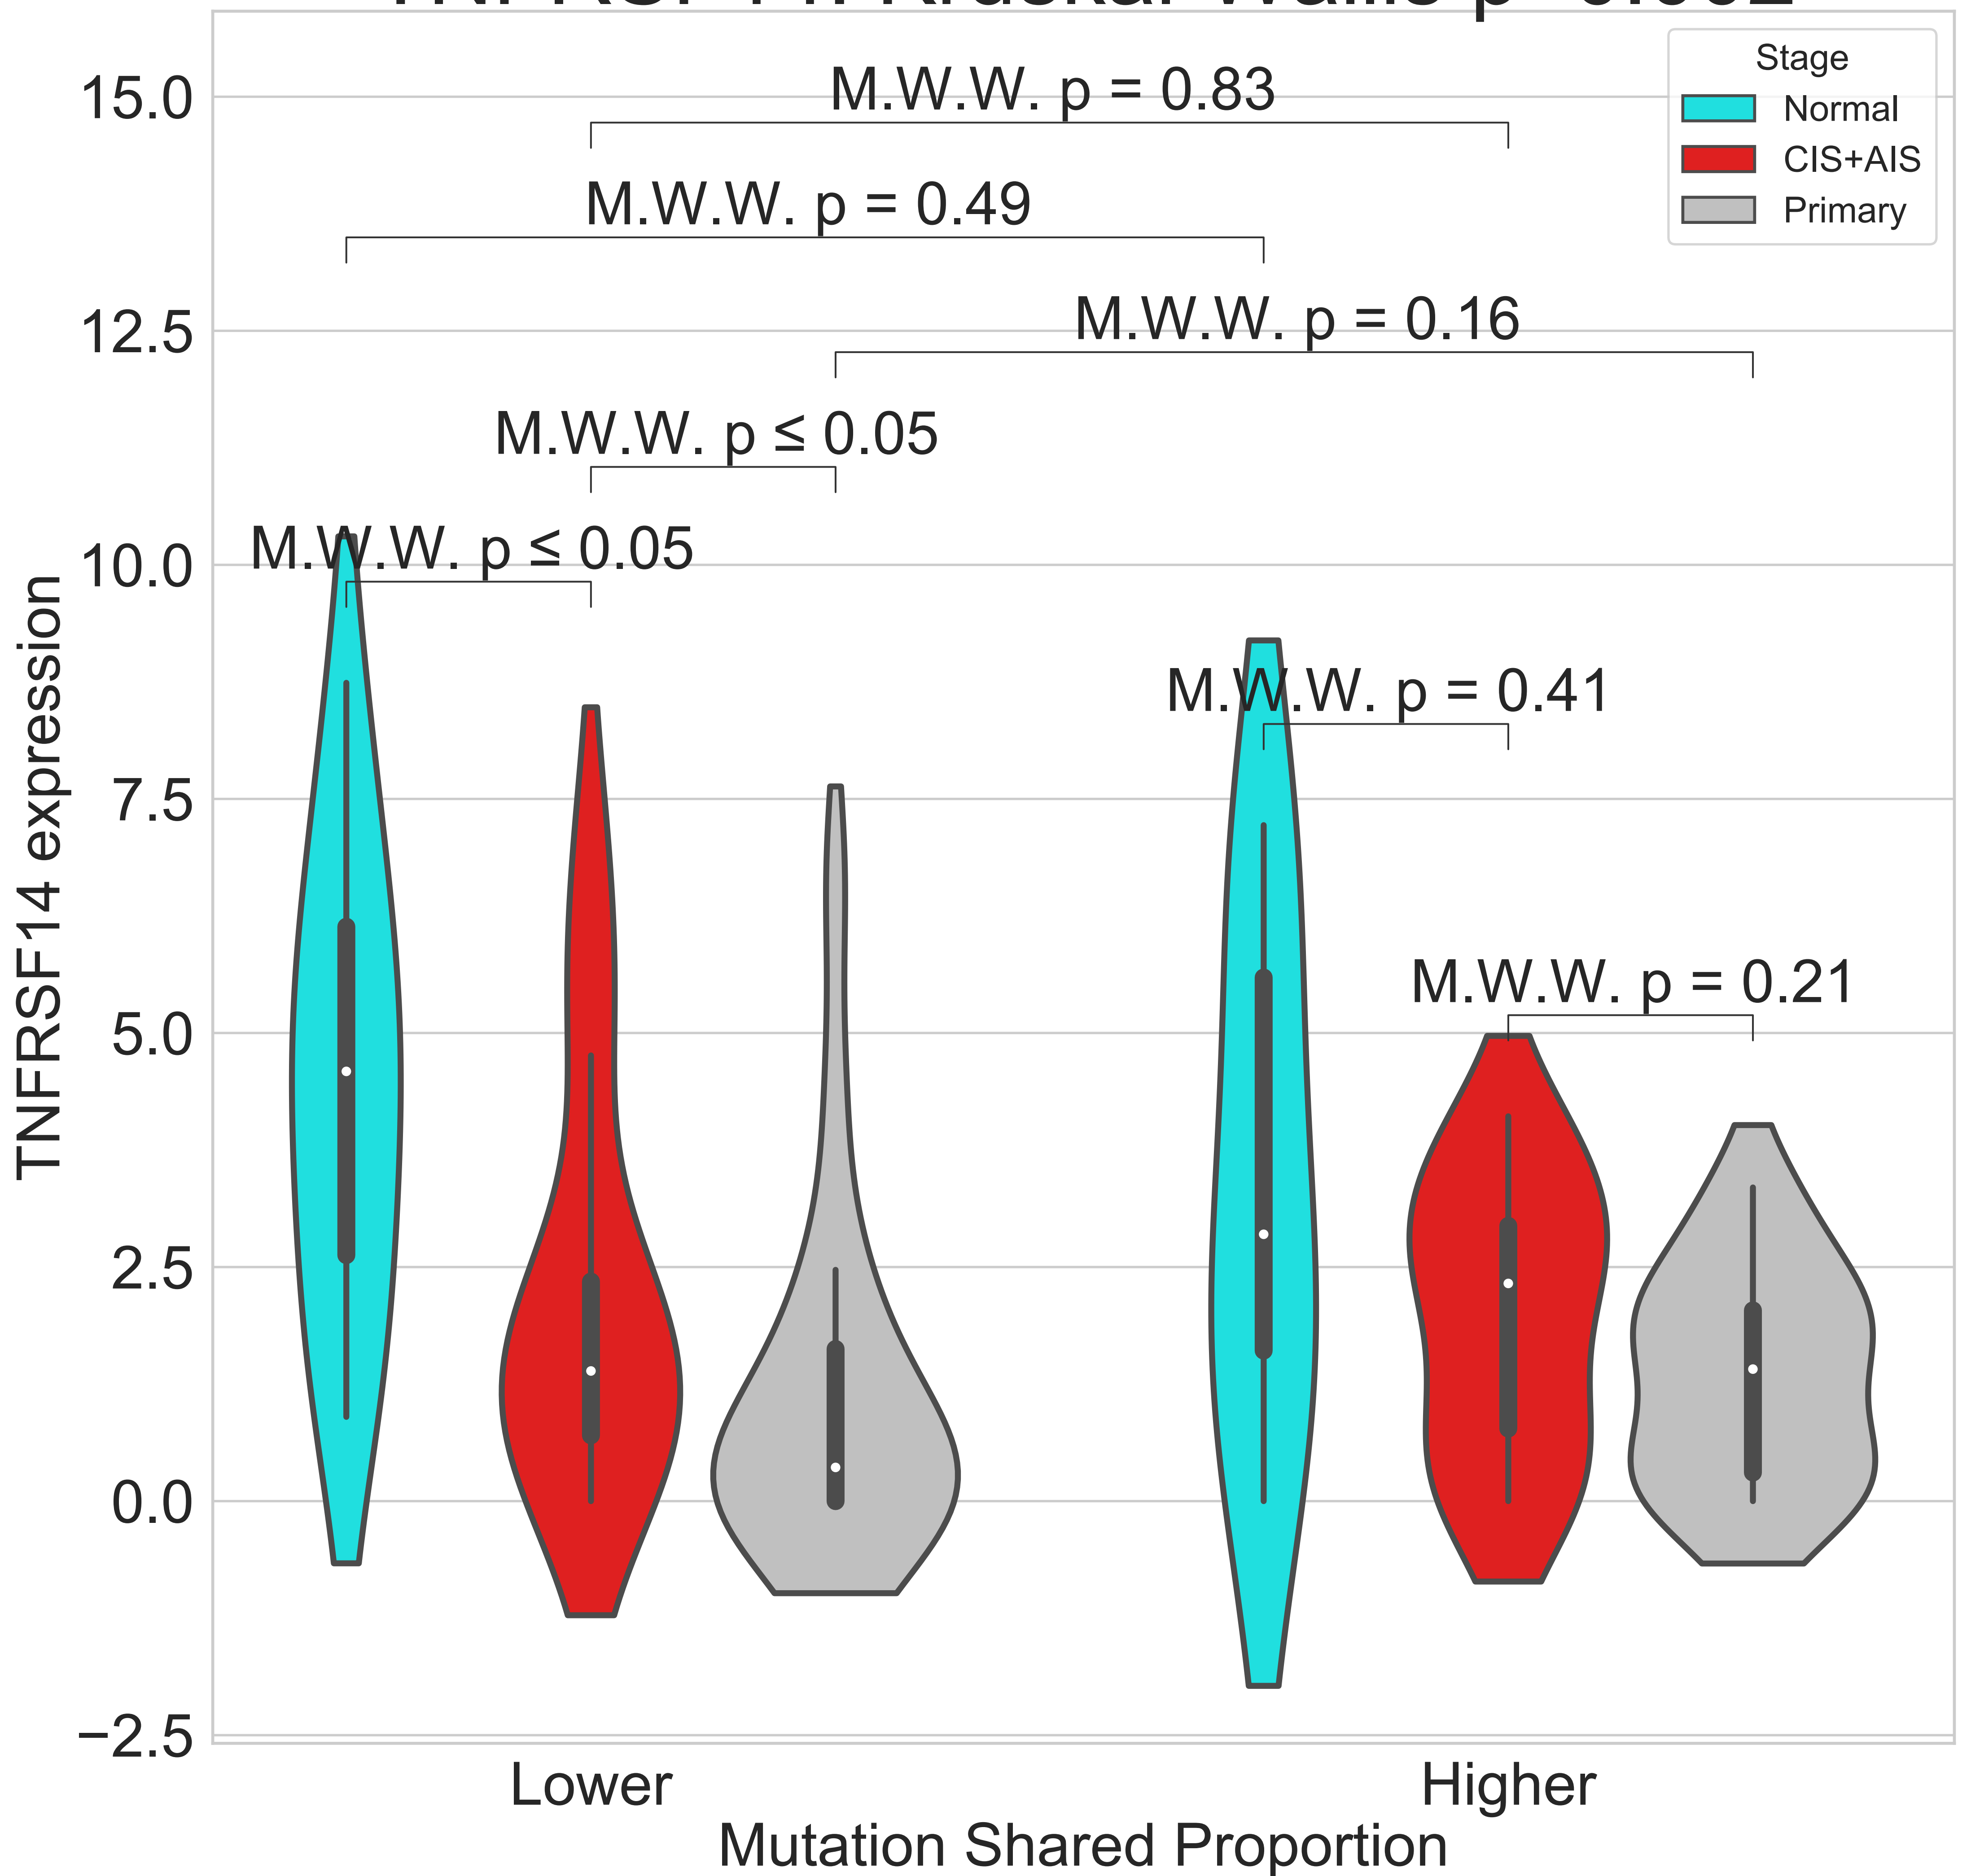 M.W.W. p = 0.83
M.W.W. p = 0.49
M.W.W. p = 0.16
M.W.W. p ≤ 0.05
M.W.W. p ≤ 0.05
M.W.W. p = 0.41
M.W.W. p = 0.21
Stage
Normal
CIS+AIS
Primary
15.0
12.5
10.0
7.5
5.0
2.5
0.0
−2.5
TNFRSF14 expression
Lower
Higher
Mutation Shared Proportion